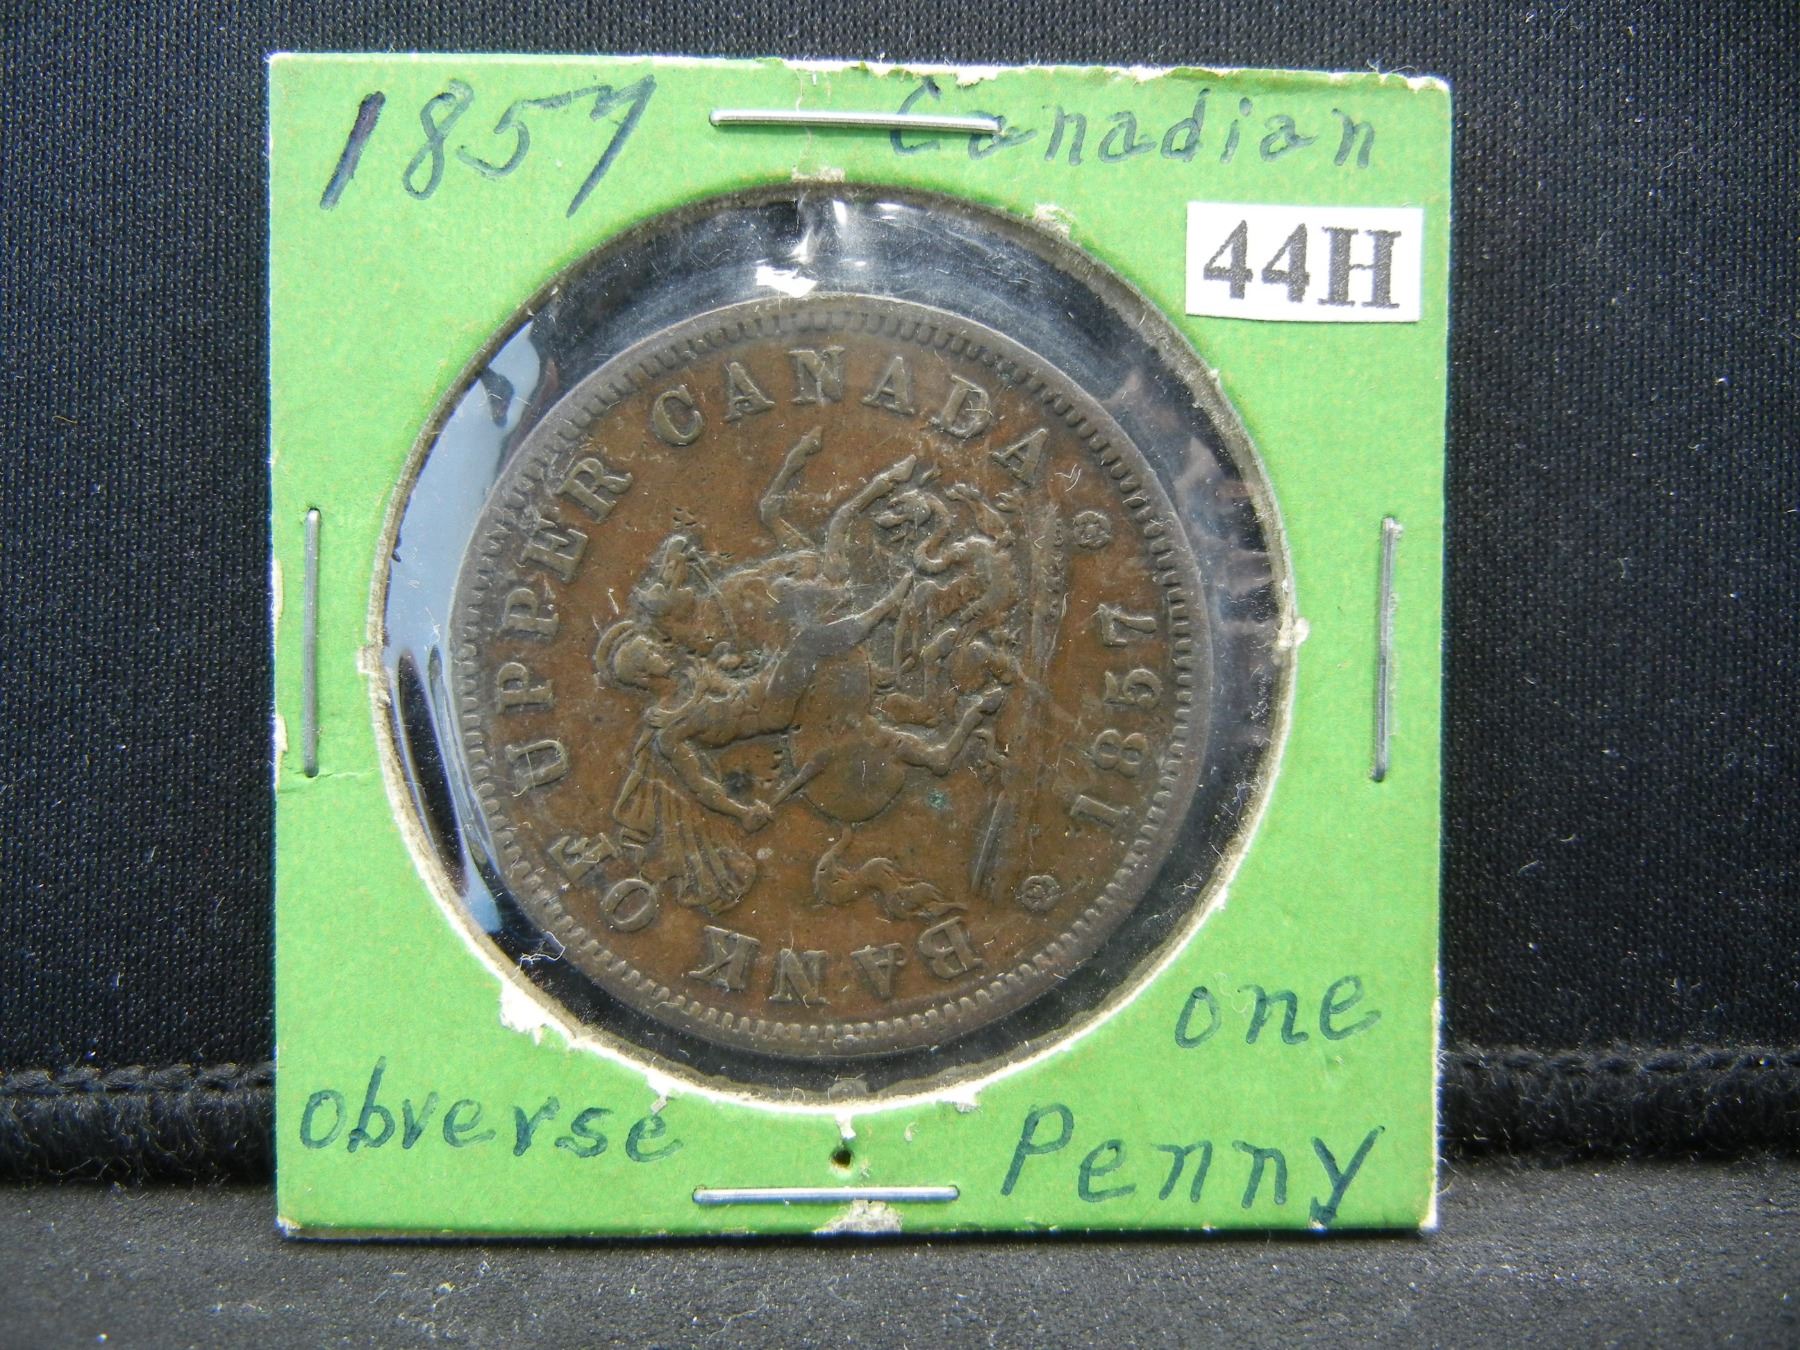 1857
Canadian
44H
BANK OF UPPER CANADA
1857
one
obverse
Penny